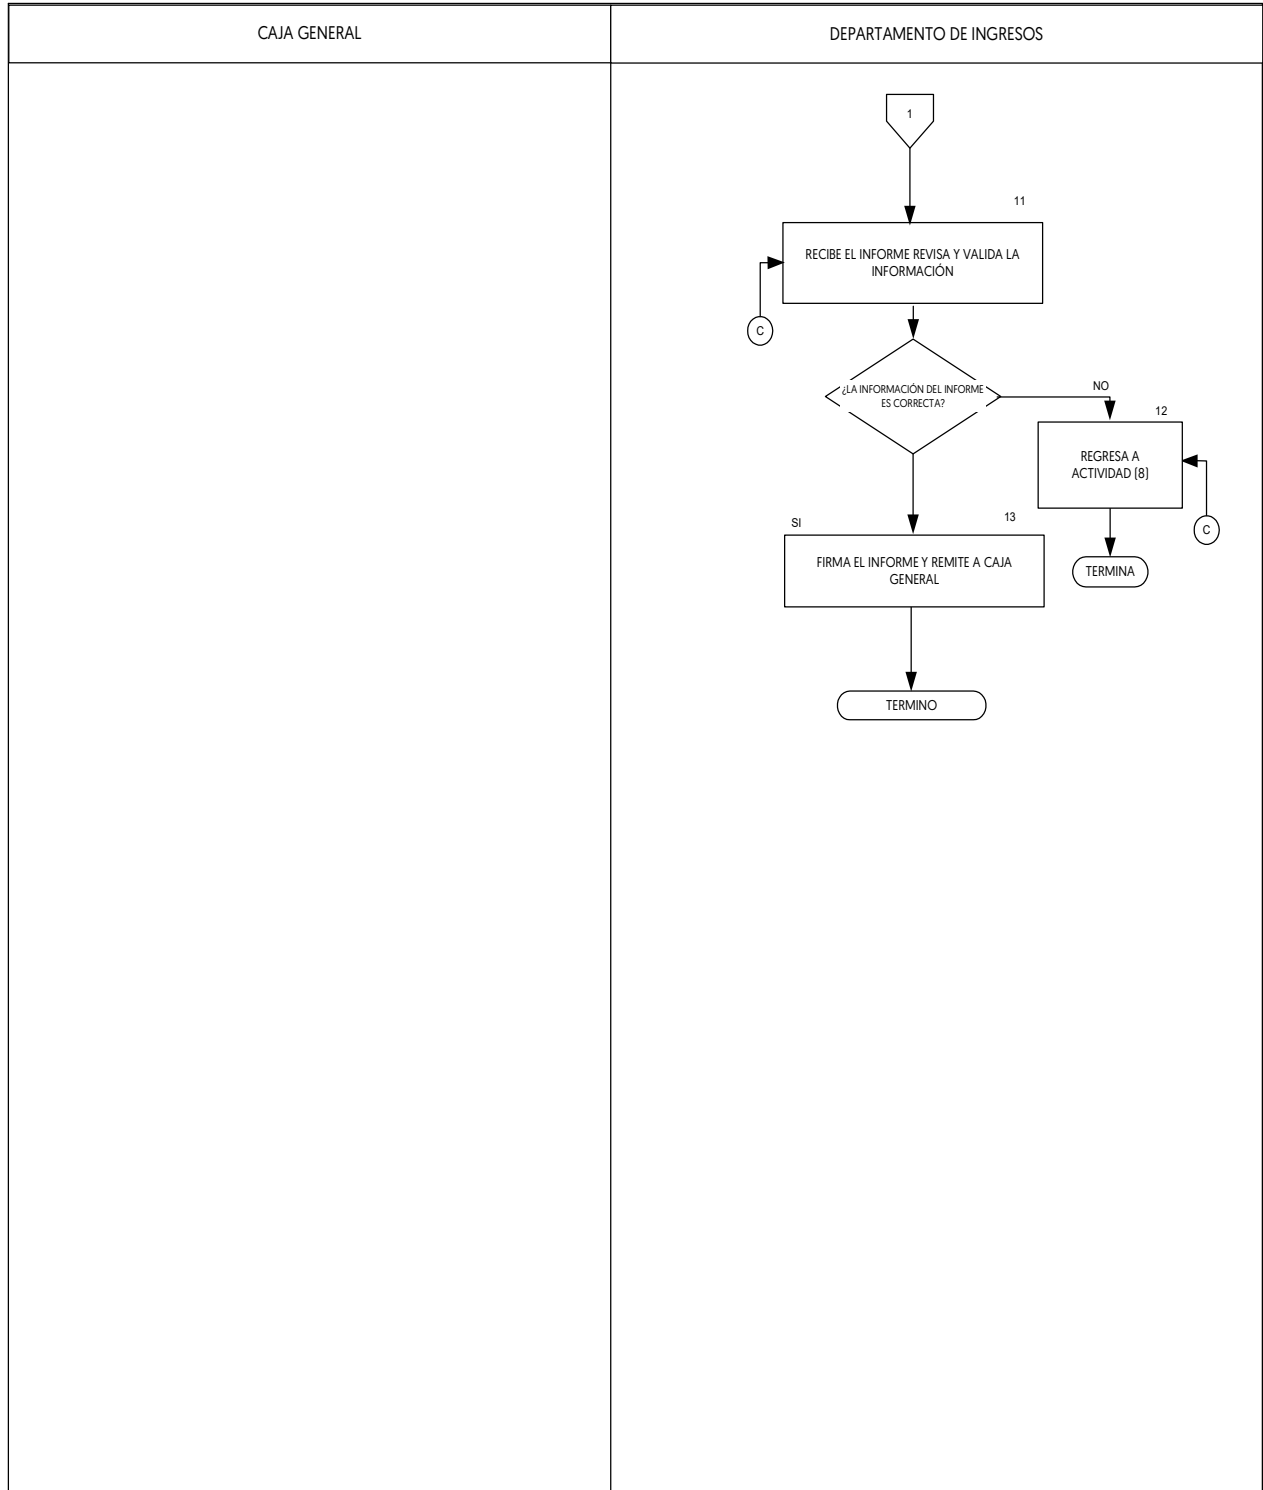 CAJA GENERAL
DEPARTAMENTO DE INGRESOS
1
11
RECIBE EL INFORME REVISA Y VALIDA LA
INFORMACIÓN
C
¿LA INFORMACIÓN DEL INFORME
ES CORRECTA?
NO
12
REGRESA A
ACTIVIDAD (8)
C
TERMINA
SI
13
FIRMA EL INFORME Y REMITE A CAJA
GENERAL
TERMINO